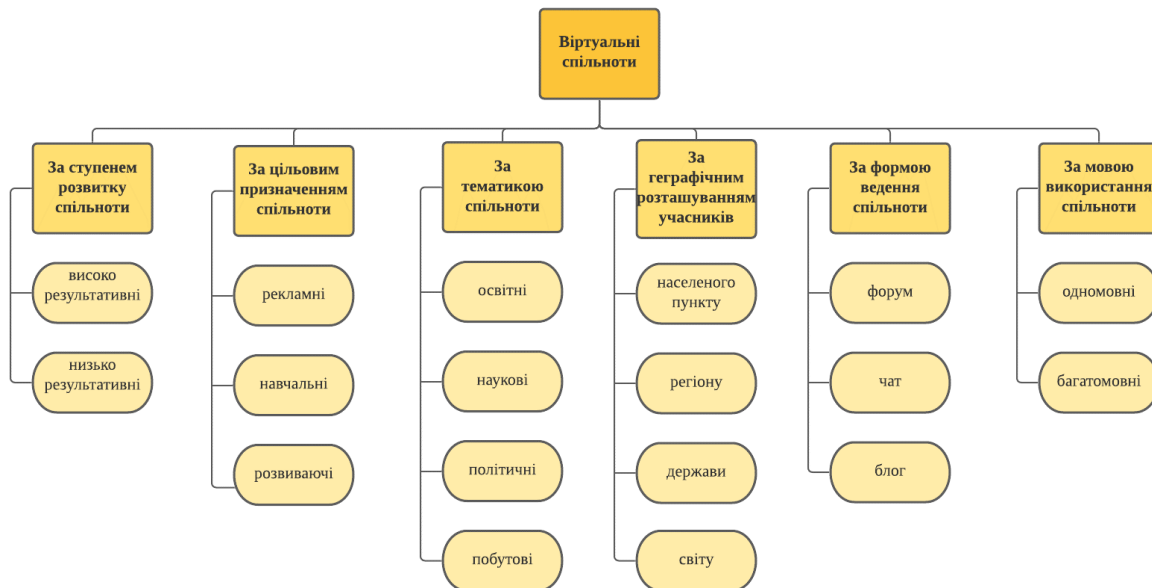 Віртуальні
спільноти
За ступенем
розвитку
спільноти
високо
результативні
низько
результативні
За цільовим
призначенням
спільноти
рекламні
навчальні
розвиваючі
За
тематикою
спільноти
освітні
наукові
політичні
побутові
За
геграфічним
розташуванням
учасників
населеного
пункту
регіону
держави
світу
За формою
ведення
спільноти
форум
чат
блог
За мовою
використання
спільноти
одномовні
багатомовні